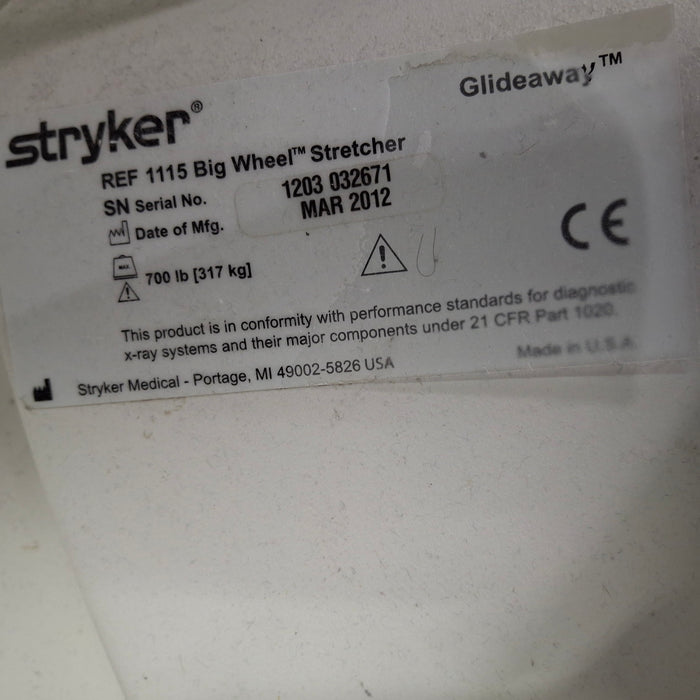 Glideaway™
stryker®
REF 1115 Big Wheel™ Stretcher
SN Serial No. 1203 032671
Date of Mfg. MAR 2012
MAX
700 lb [317 kg]
CE
This product is in conformity with performance standards for diagnostic
x-ray systems and their major components under 21 CFR Part 1020.
Made in U.S.A.
Stryker Medical - Portage, MI 49002-5826 USA